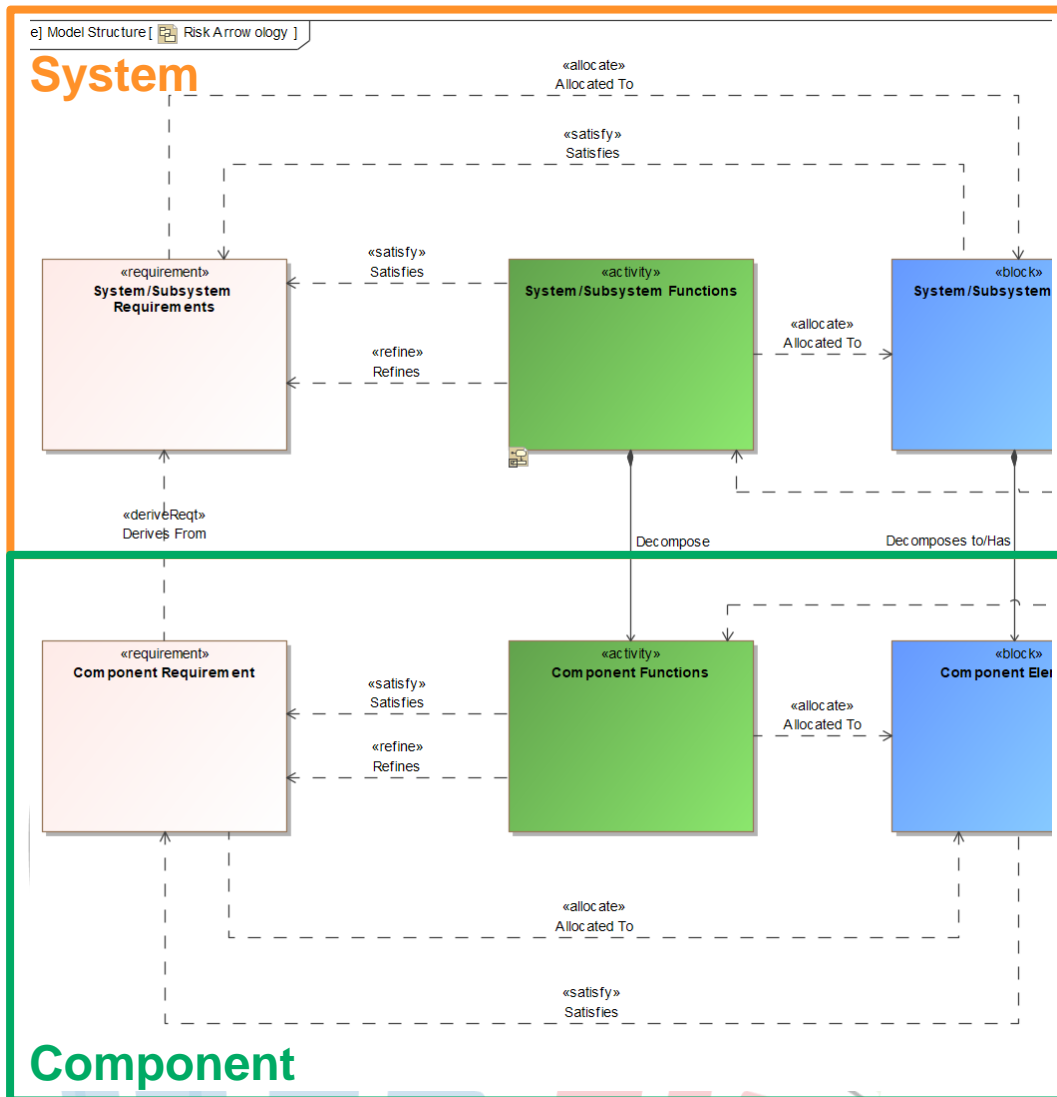 e] Model Structure [ Risk Arrow ology ]
System
«allocate»
Allocated To
«satisfy»
Satisfies
«requirement»
System/Subsystem
Requirements
«satisfy»
Satisfies
«refine»
Refines
«activity»
System/Subsystem Functions
«allocate»
Allocated To
«block»
System/Subsystem
«deriveReqt»
Derives From
Decompose
Decomposes to/Has
«requirement»
Component Requirement
«satisfy»
Satisfies
«refine»
Refines
«activity»
Component Functions
«allocate»
Allocated To
«block»
Component Eler
«allocate»
Allocated To
«satisfy»
Satisfies
Component